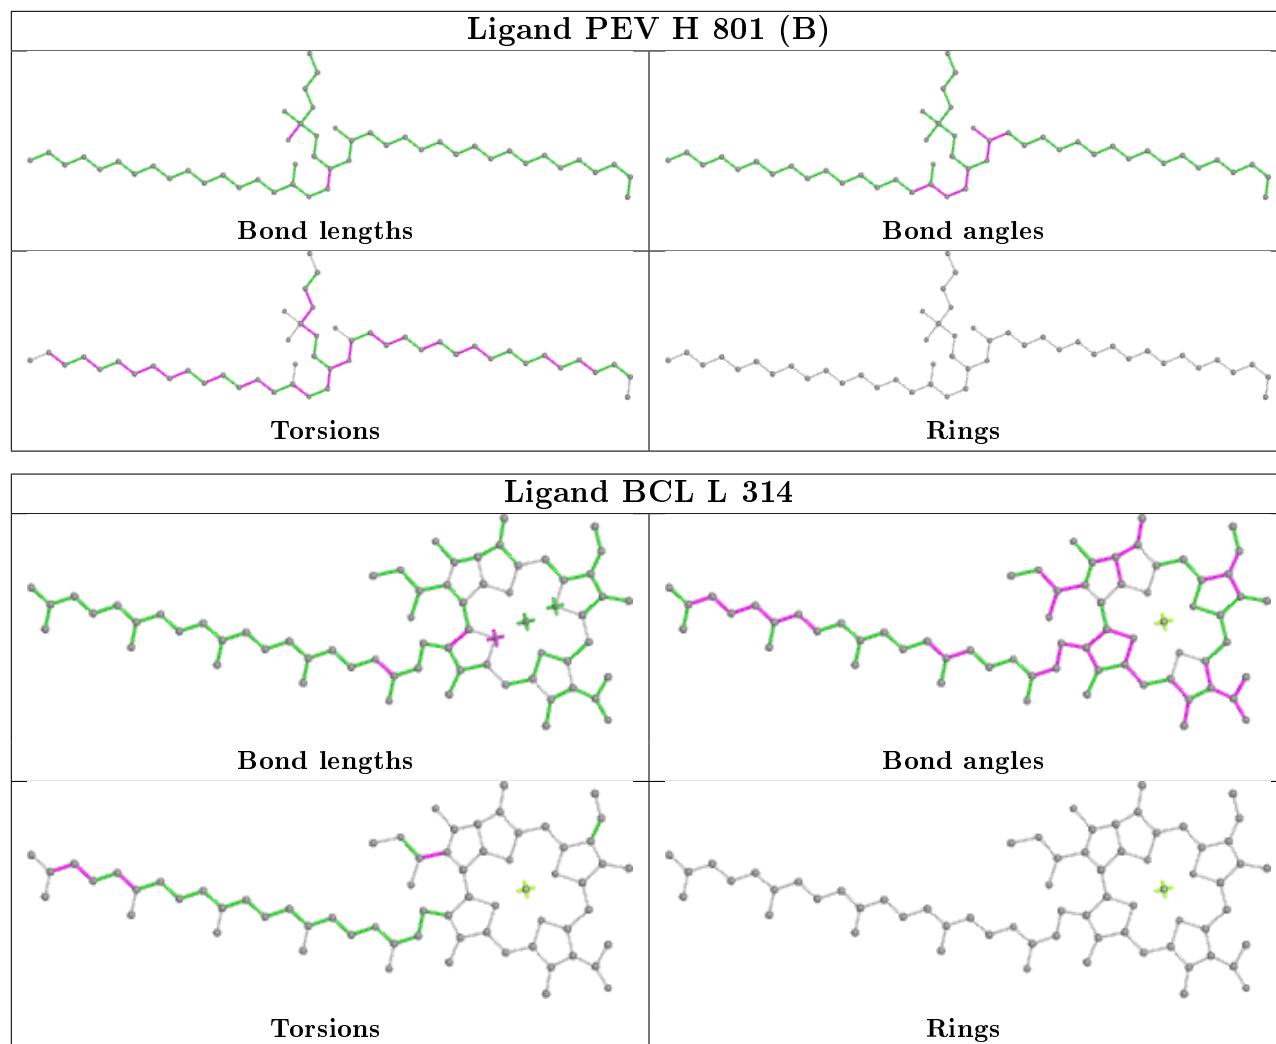 Ligand PEV H 801 (B)
Bond lengths
Bond angles
Torsions
Rings
Ligand BCL L 314
Bond lengths
Bond angles
Torsions
Rings